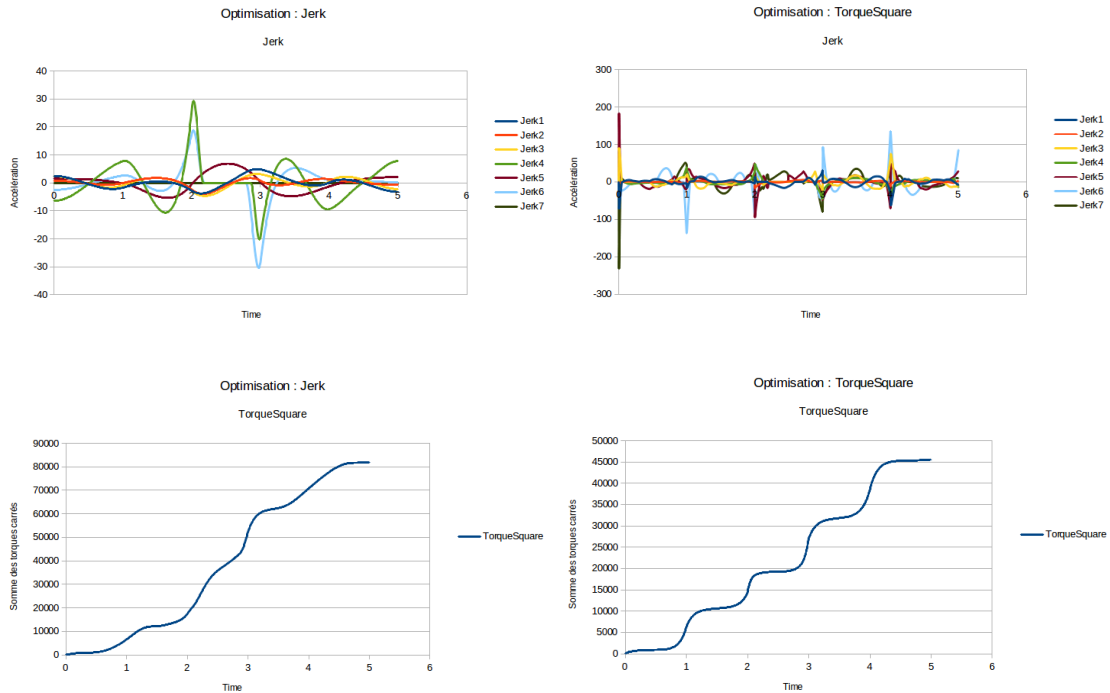 Optimisation : Jerk
Jerk
40
30
20
10
0
-10
-20
-30
-40
0
1
2
3
4
5
6
Acceleration
Time
Jerk1
Jerk2
Jerk3
Jerk4
Jerk5
Jerk6
Jerk7
Optimisation : TorqueSquare
Jerk
300
200
100
0
-100
-200
-300
0
1
2
3
4
5
6
Acceleration
Time
Jerk1
Jerk2
Jerk3
Jerk4
Jerk5
Jerk6
Jerk7
Optimisation : Jerk
TorqueSquare
90000
80000
70000
60000
50000
40000
30000
20000
10000
0
0
1
2
3
4
5
6
Somme des torques carrés
Time
TorqueSquare
Optimisation : TorqueSquare
TorqueSquare
50000
45000
40000
35000
30000
25000
20000
15000
10000
5000
0
0
1
2
3
4
5
6
Somme des torques carrés
Time
TorqueSquare